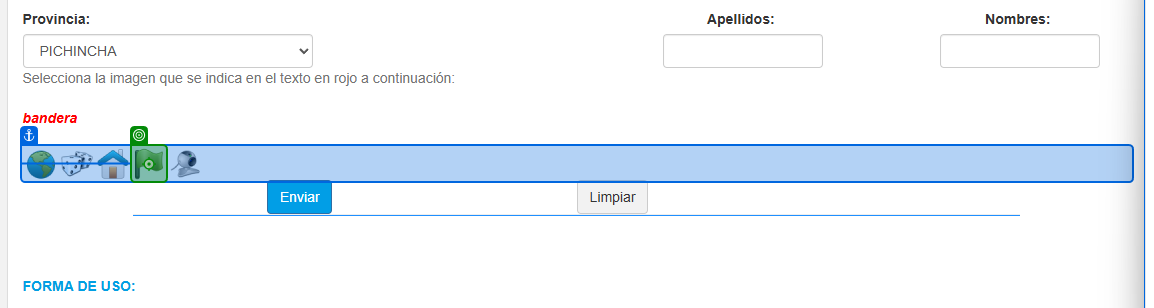 Provincia: Apellidos: Nombres:
PICHINCHA
Selecciona la imagen que se indica en el texto en rojo a continuación:
bandera
Enviar Limpiar
FORMA DE USO: